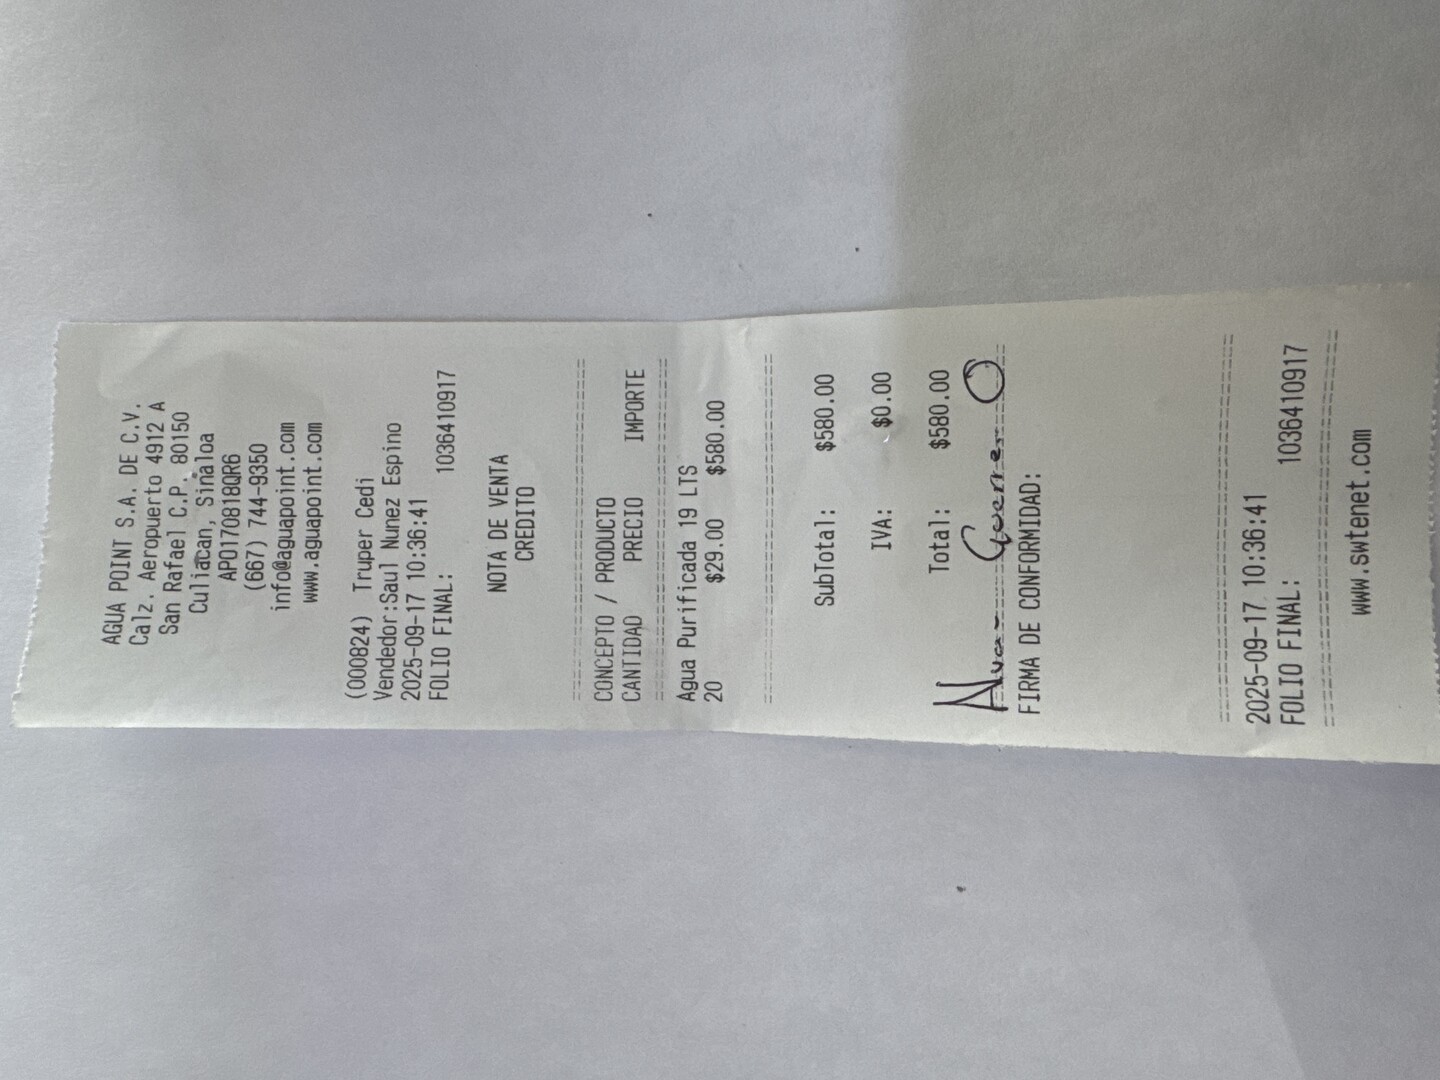 AGUA POINT S.A. DE C.V.
Calz. Aeropuerto 4912 A
San Rafael C.P. 80150
Culiacan, Sinaloa
APO170818QR6
(667) 744-9350
info@aguapoint.com
www.aguapoint.com
(000824) Truper Cedi
Vendedor:Saul Nunez Espino
2025-09-17 10:36:41
FOLIO FINAL: 1036410917
NOTA DE VENTA
CREDITO
CONCEPTO / PRODUCTO
CANTIDAD PRECIO IMPORTE
Agua Purificada 19 LTS
20 $29.00 $580.00
SubTotal: $580.00
IVA: $0.00
Total: $580.00
FIRMA DE CONFORMIDAD:
2025-09-17 10:36:41
FOLIO FINAL: 1036410917
www.swtenet.com